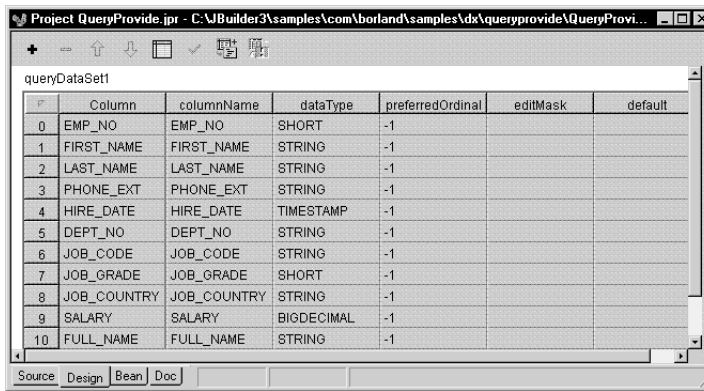 Project QueryProvide.jpr - C:\JBuilder3\samples\com\borland\samples\dx\queryprovide\QueryProvi...
queryDataSet1
Column columnName dataType preferredOrdinal editMask default
0 EMP_NO EMP_NO SHORT -1
1 FIRST_NAME FIRST_NAME STRING -1
2 LAST_NAME LAST_NAME STRING -1
3 PHONE_EXT PHONE_EXT STRING -1
4 HIRE_DATE HIRE_DATE TIMESTAMP -1
5 DEPT_NO DEPT_NO STRING -1
6 JOB_CODE JOB_CODE STRING -1
7 JOB_GRADE JOB_GRADE SHORT -1
8 JOB_COUNTRY JOB_COUNTRY STRING -1
9 SALARY SALARY BIGDECIMAL -1
10 FULL_NAME FULL_NAME STRING -1
Source Design Bean Doc